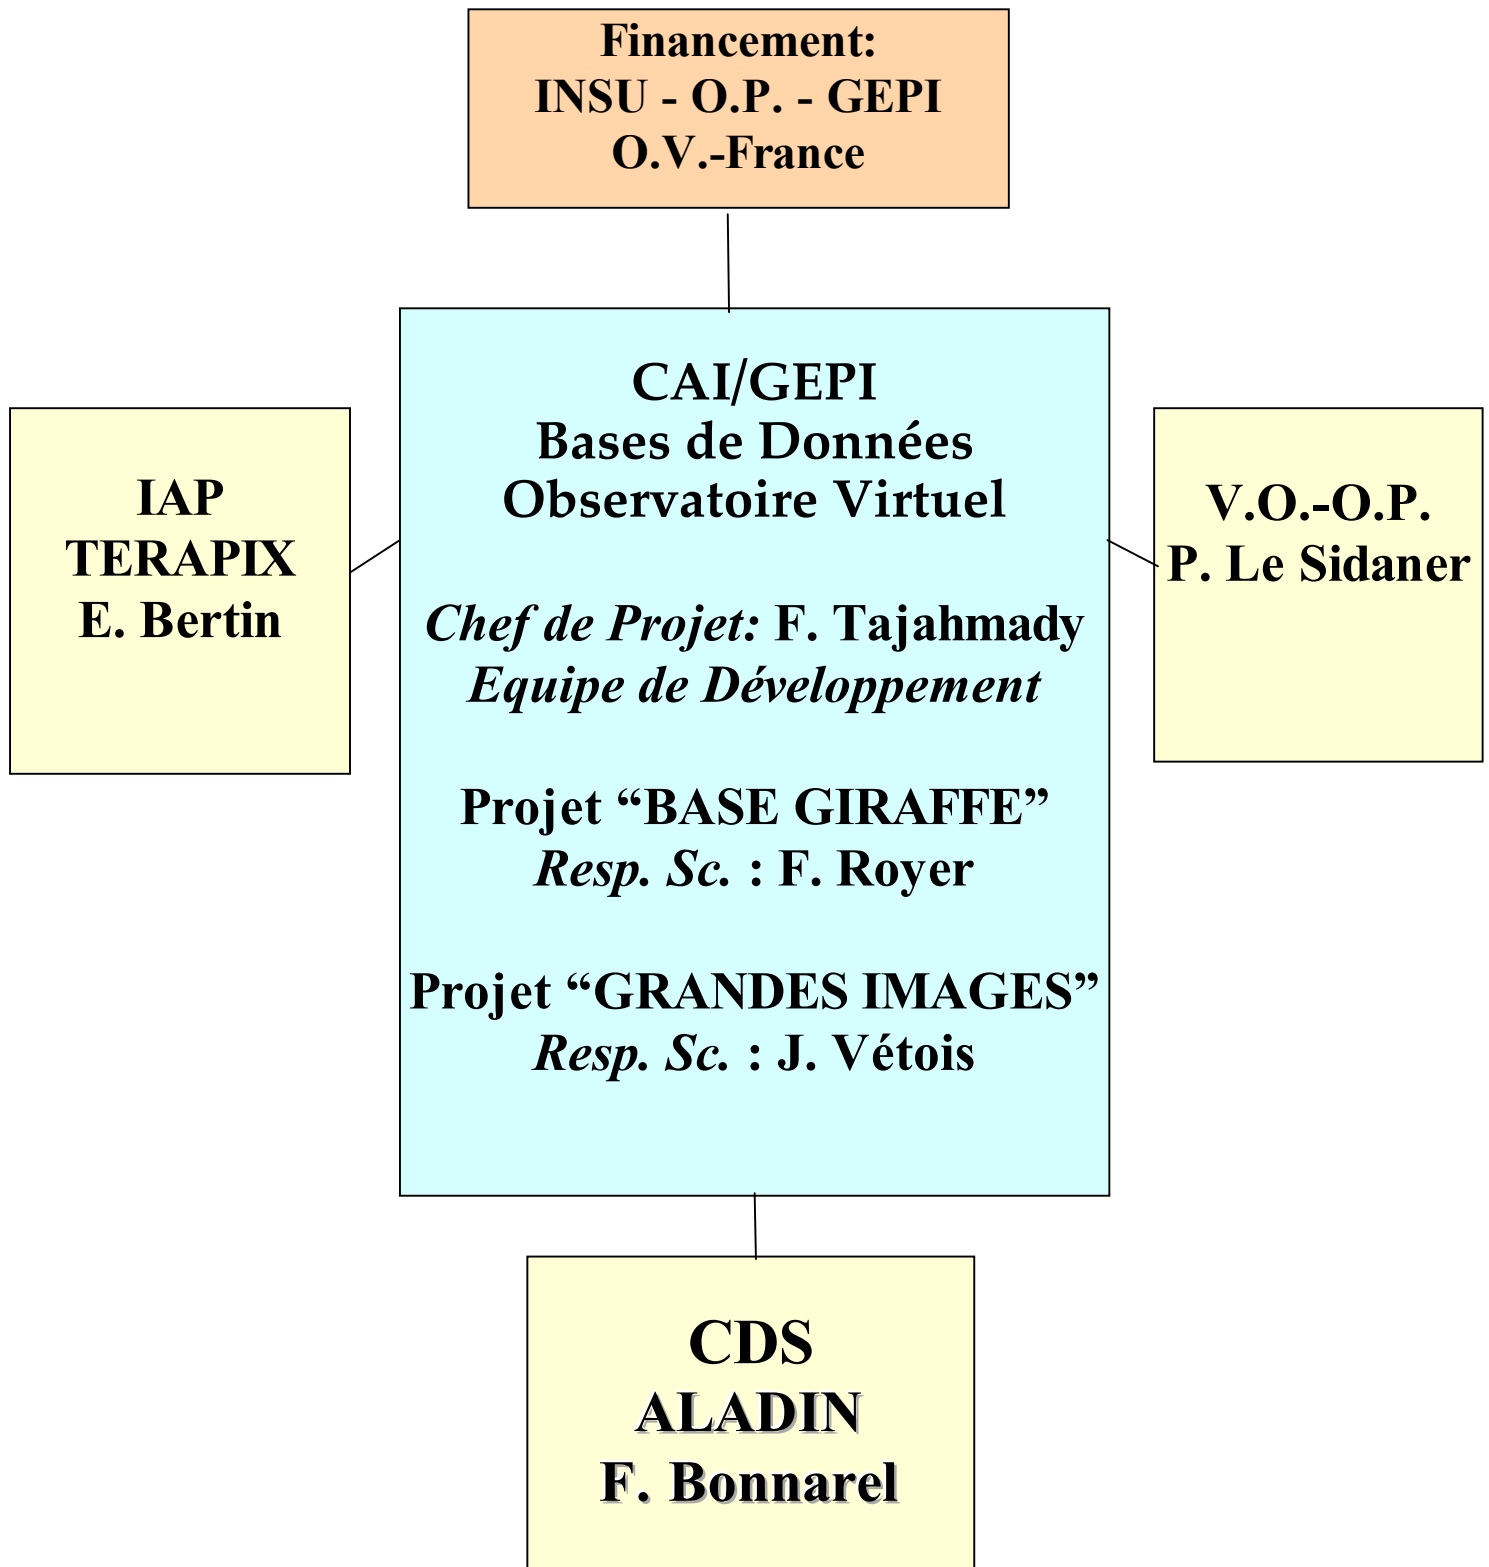 Financement:
INSU - O.P. - GEPI
O.V.-France
CAI/GEPI
Bases de Données
Observatoire Virtuel
Chef de Projet: F. Tajahmady
Equipe de Développement
Projet “BASE GIRAFFE”
Resp. Sc. : F. Royer
Projet “GRANDES IMAGES”
Resp. Sc. : J. Vétois
IAP
TERAPIX
E. Bertin
V.O.-O.P.
P. Le Sidaner
CDS
ALADIN
F. Bonnarel